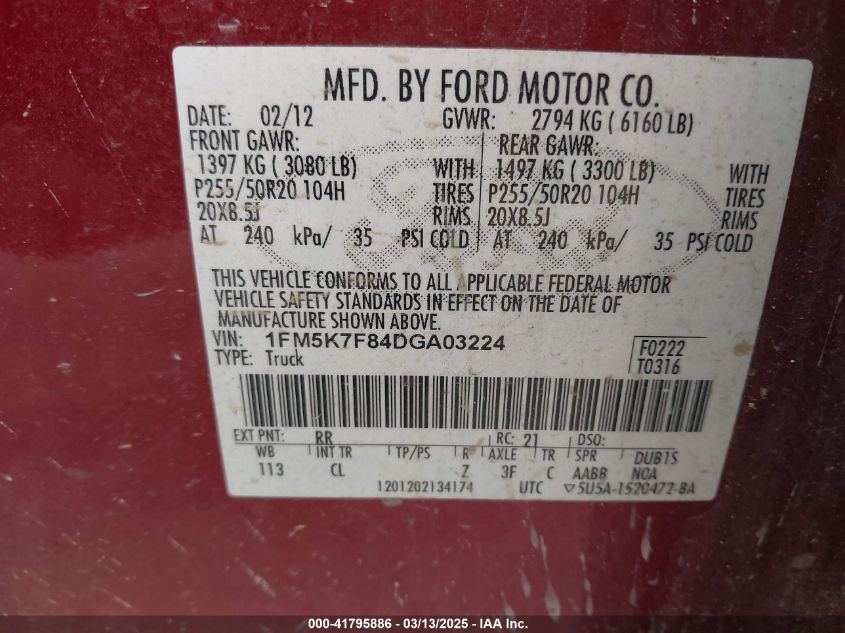 MFD. BY FORD MOTOR CO.
DATE: 02/12 GVWR: 2794 KG ( 6160 LB)
FRONT GAWR: REAR GAWR:
1397 KG ( 3080 LB) WITH 1497 KG ( 3300 LB) WITH
P255/50R20 104H TIRES P255/50R20 104H TIRES
20X8.5J RIMS 20X8.5J RIMS
AT 240 kPa/ 35 PSI COLD AT 240 kPa/ 35 PSI COLD
THIS VEHICLE CONFORMS TO ALL APPLICABLE FEDERAL MOTOR
VEHICLE SAFETY STANDARDS IN EFFECT ON THE DATE OF
MANUFACTURE SHOWN ABOVE.
VIN: 1FM5K7F84DGA03224 F0222
TYPE: Truck T0316
EXT PNT: RR RC: 21 DSO:
WB INT TR TP/PS R AXLE TR SPR DUB1S
113 CL Z 3F C AABB NOA
1201202134174 UTC ▽5U5A-1520472-BA
000-41795886 - 03/13/2025 - IAA Inc.